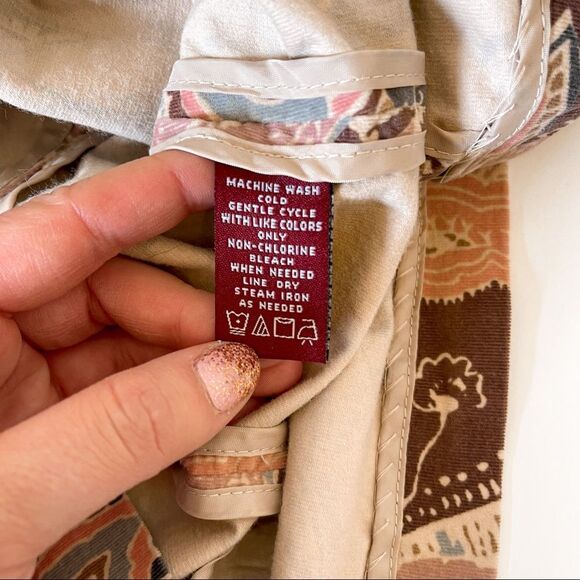 MACHINE WASH
COLD
GENTLE CYCLE
WITH LIKE COLORS
ONLY
NON-CHLORINE
BLEACH
WHEN NEEDED
LINE DRY
STEAM IRON
AS NEEDED